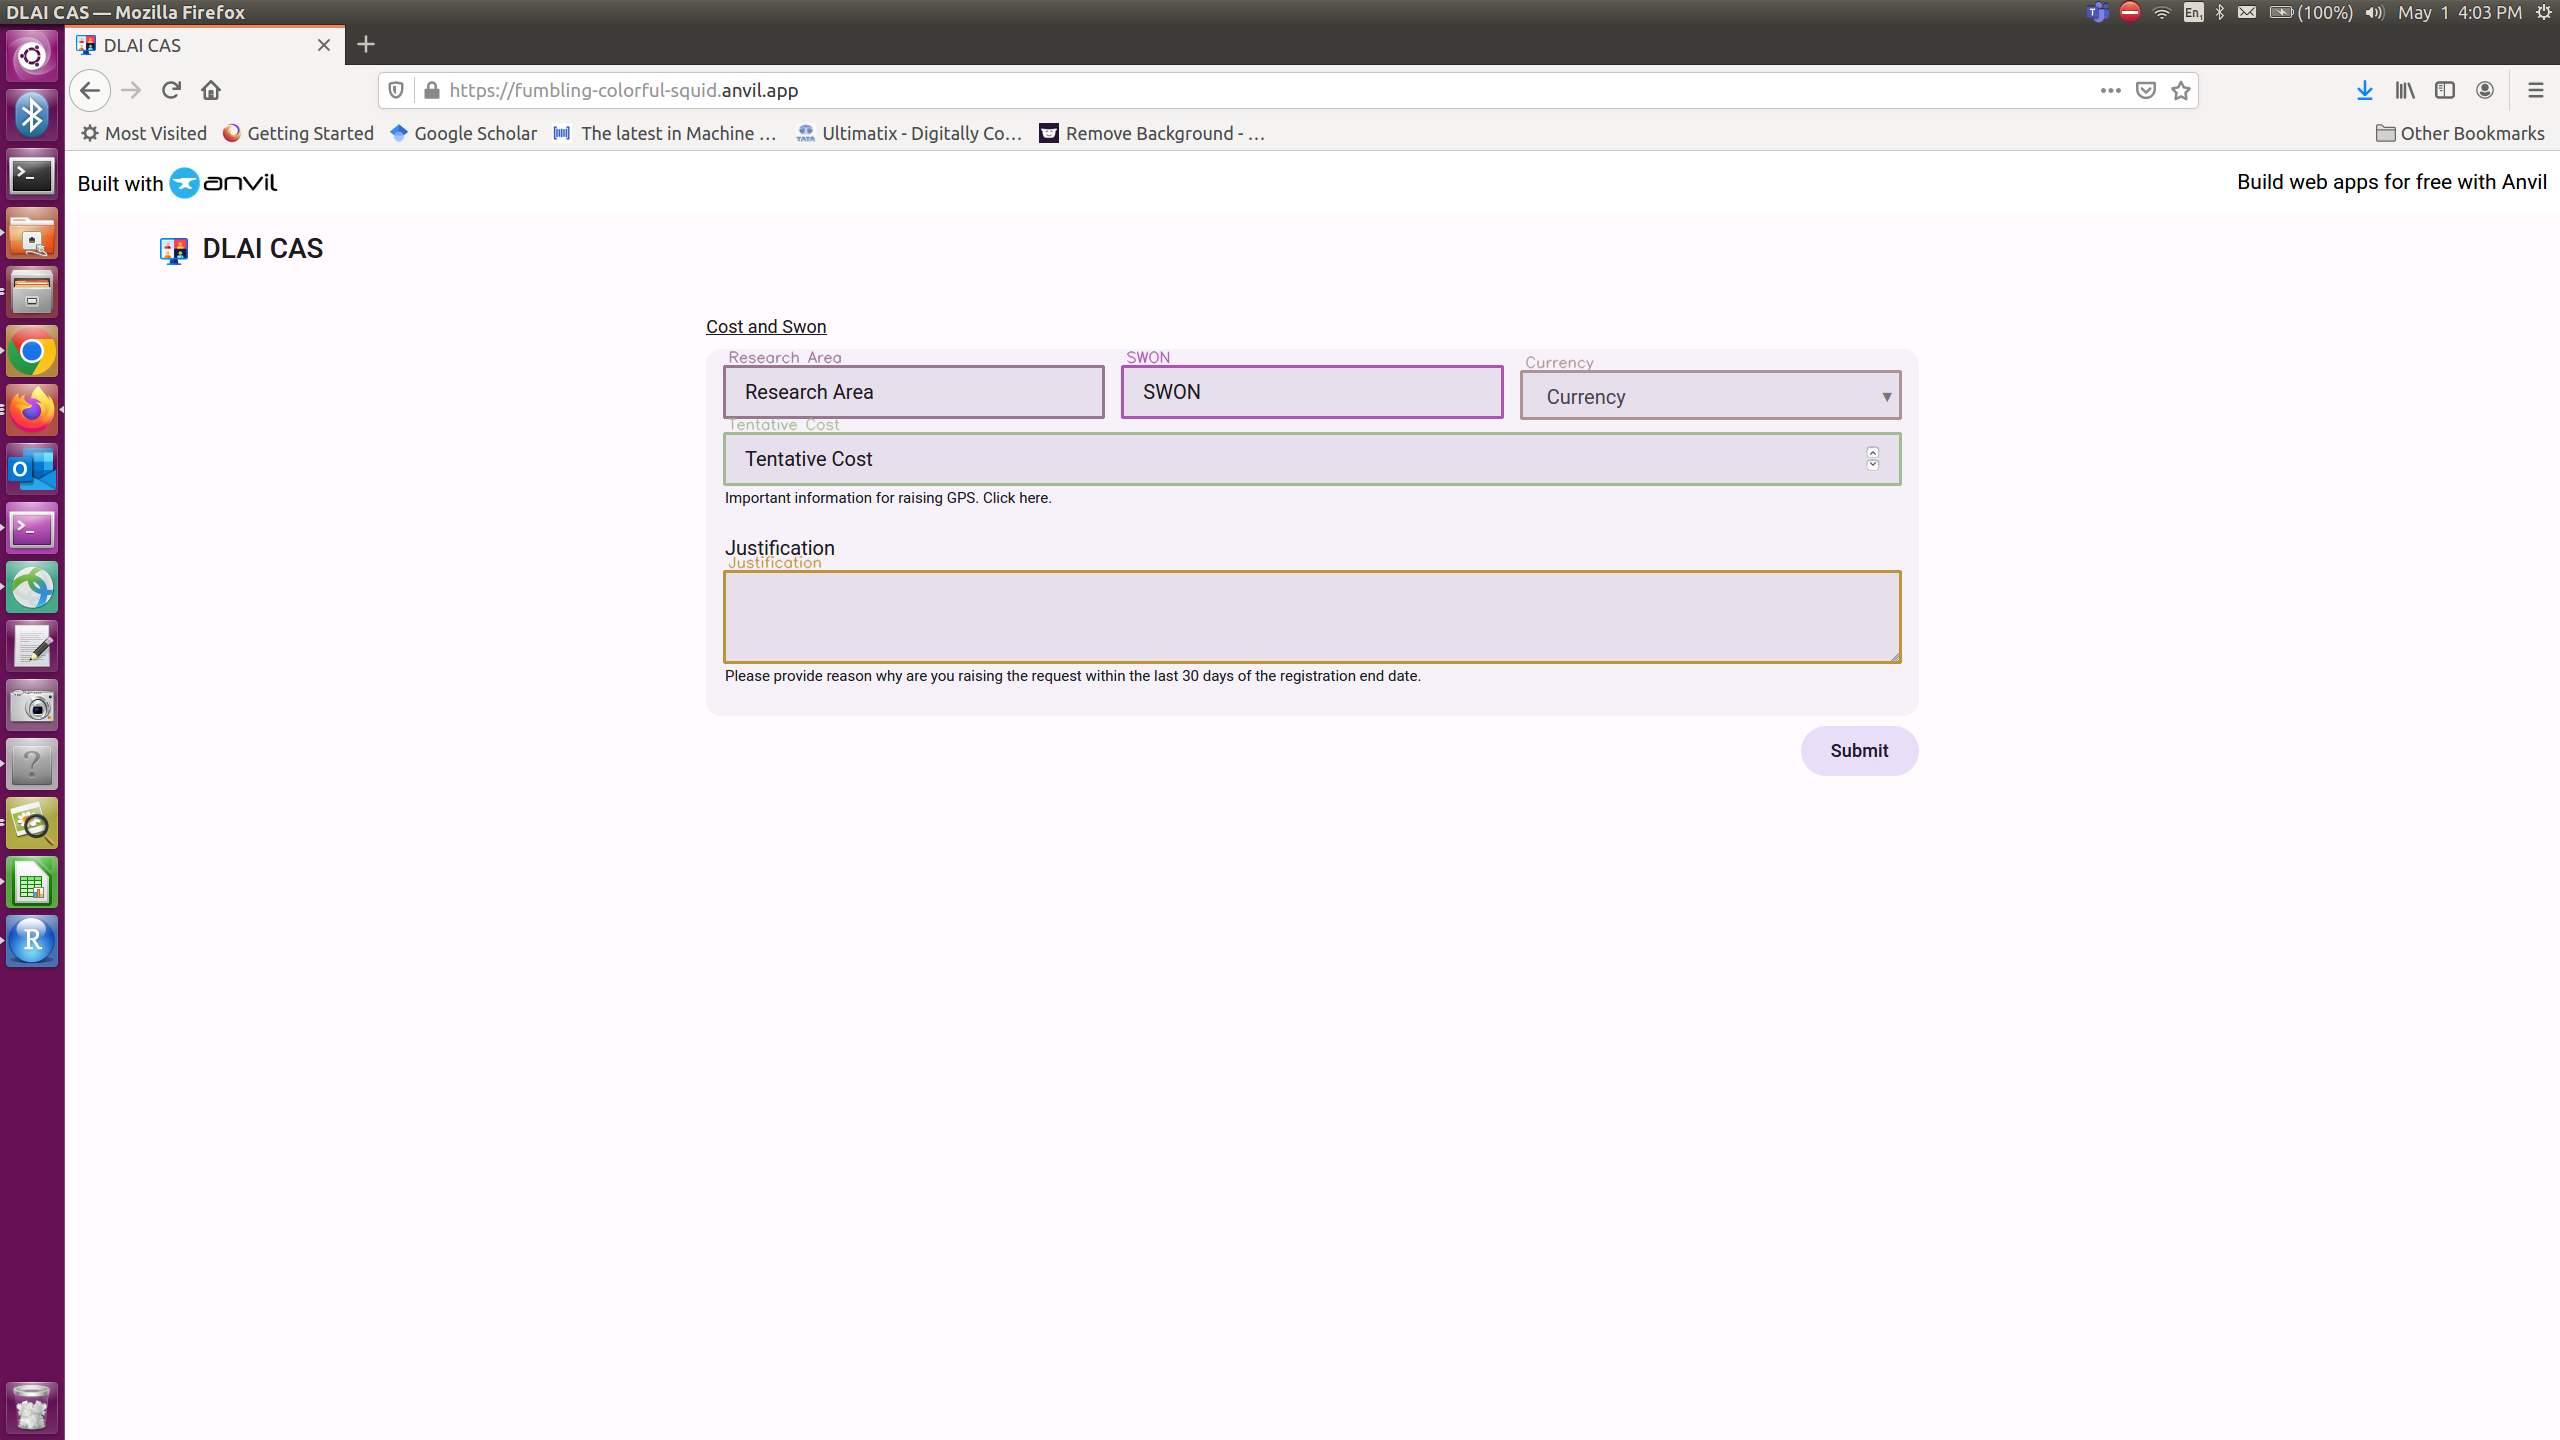 DLAI CAS — Mozilla Firefox
En1
(100%)
May 1 4:03 PM
DLAI CAS
https://fumbling-colorful-squid.anvil.app
Most Visited
Getting Started
Google Scholar
The latest in Machine …
Ultimatix - Digitally Co…
Remove Background - …
Other Bookmarks
Built with anvil
Build web apps for free with Anvil
DLAI CAS
Cost and Swon
Research Area
SWON
Currency
Research Area
SWON
Currency
Tentative Cost
Tentative Cost
Important information for raising GPS. Click here.
Justification
Justification
Please provide reason why are you raising the request within the last 30 days of the registration end date.
Submit